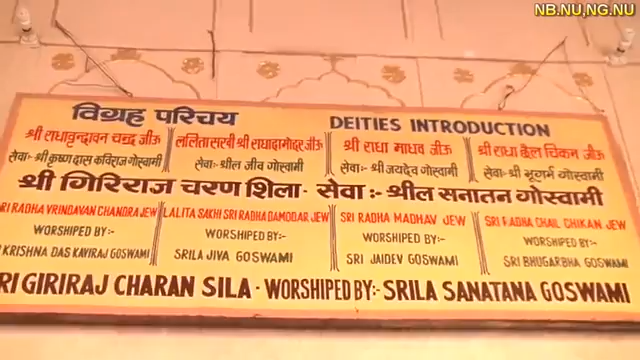 NB.NU,NG.NU
विग्रह परिचय
DEITIES INTRODUCTION
श्री राधावृन्दावन चन्द्र जीऊ
ललिता सखी श्री राधादामोदर जीऊ
श्री राधा माधव जीऊ
श्री राधा छैल चिकन जीऊ
सेवा:- श्री कृष्ण दास कविराज गोस्वामी
सेवा:- श्रील जीव गोस्वामी
सेवा:- श्री जयदेव गोस्वामी
सेवा:- श्री भूगर्भ गोस्वामी
श्री गिरिराज चरण शिला - सेवा :- श्रील सनातन गोस्वामी
SRI RADHA VRINDAVAN CHANDRA JEW
LALITA SAKHI SRI RADHA DAMODAR JEW
SRI RADHA MADHAV JEW
SRI RADHA CHAIL CHIKAN JEW
WORSHIPED BY:-
WORSHIPED BY:-
WORSHIPED BY:-
WORSHIPED BY:-
KRISHNA DAS KAVIRAJ GOSWAMI
SRILA JIVA GOSWAMI
SRI JAIDEV GOSWAMI
SRI BHUGARBHA GOSWAMI
SRI GIRIRAJ CHARAN SILA - WORSHIPED BY:- SRILA SANATANA GOSWAMI